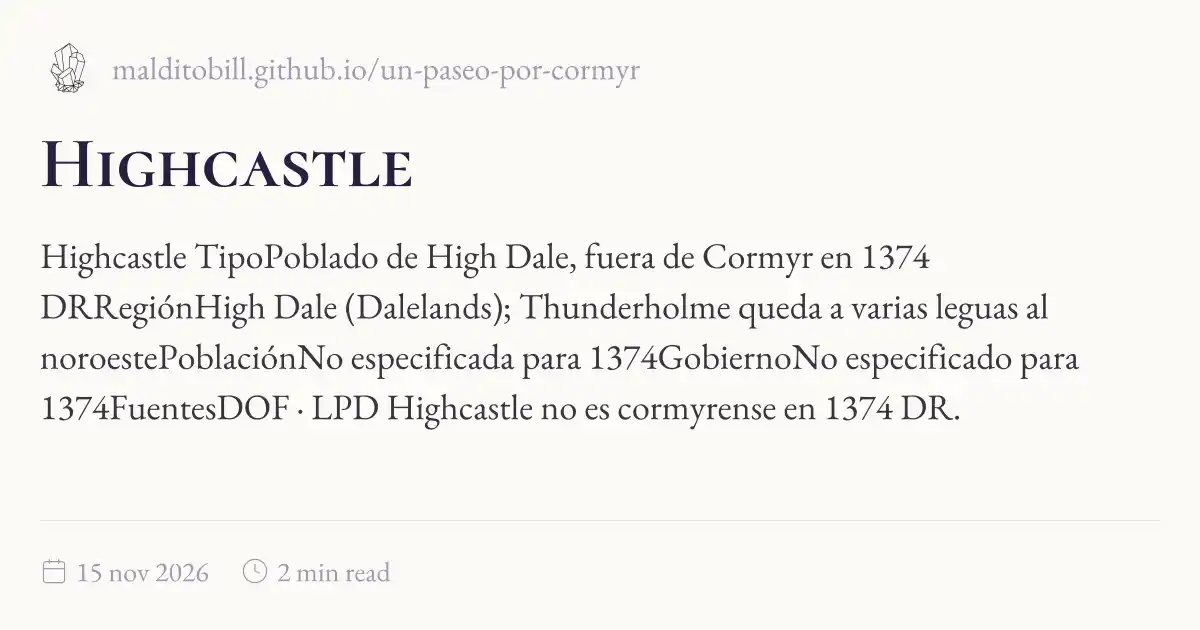 malditobill.github.io/un-paseo-por-cormyr
Highcastle
Highcastle TipoPoblado de High Dale, fuera de Cormyr en 1374
DRRegiónHigh Dale (Dalelands); Thunderholme queda a varias leguas al
noroestePoblaciónNo especificada para 1374GobiernoNo especificado para
1374FuentesDOF · LPD Highcastle no es cormyrense en 1374 DR.
15 nov 2026
2 min read